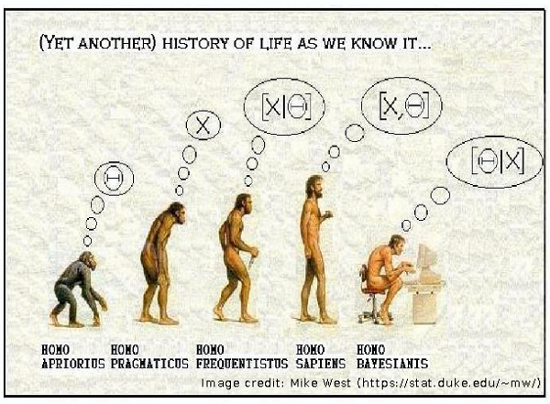 (YET ANOTHER) HISTORY OF LIFE AS WE KNOW IT...
Θ
X
[X|Θ]
[X,Θ]
[Θ|X]
HOMO APRIORIUS
HOMO PRAGMATICUS
HOMO FREQUENTISTUS
HOMO SAPIENS
HOMO BAYESIANIS
Image credit: Mike West (https://stat.duke.edu/~mw/)